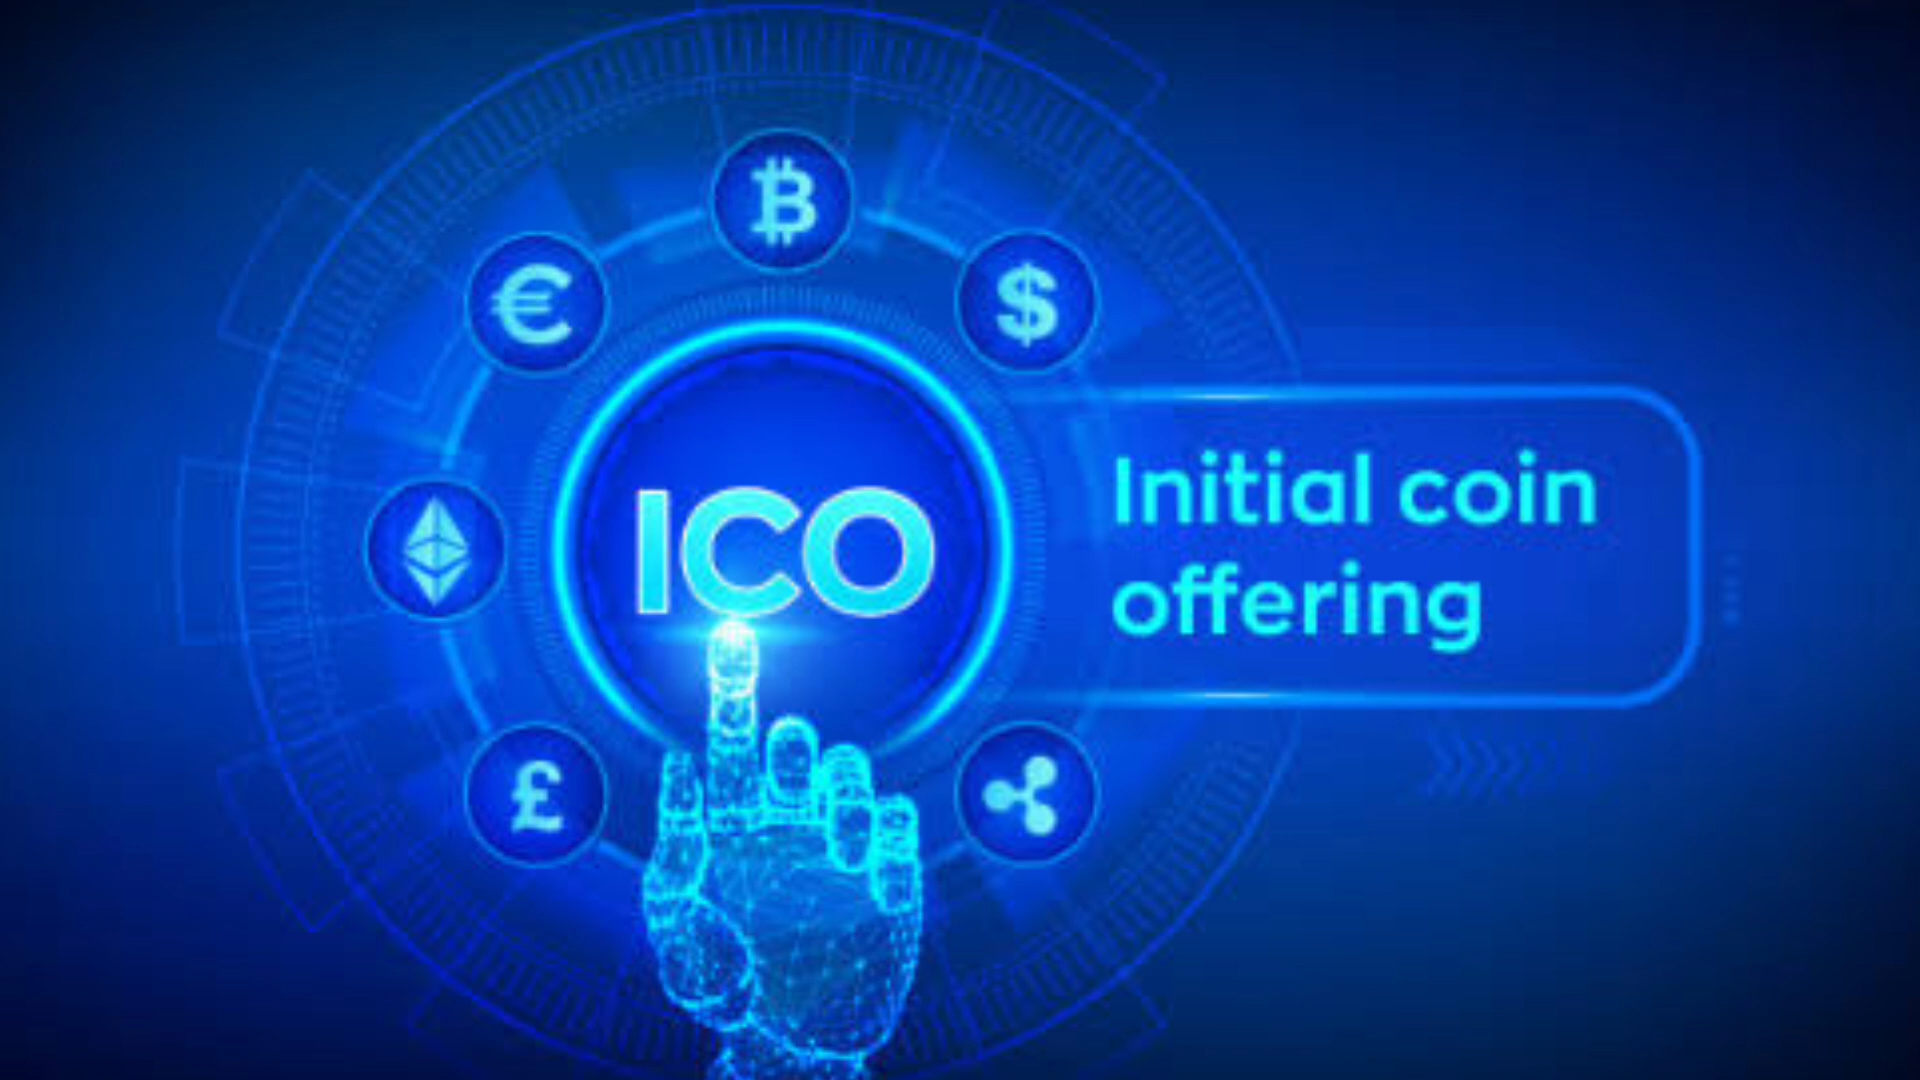 ICO
Initial coin
offering
€
₿
$
£